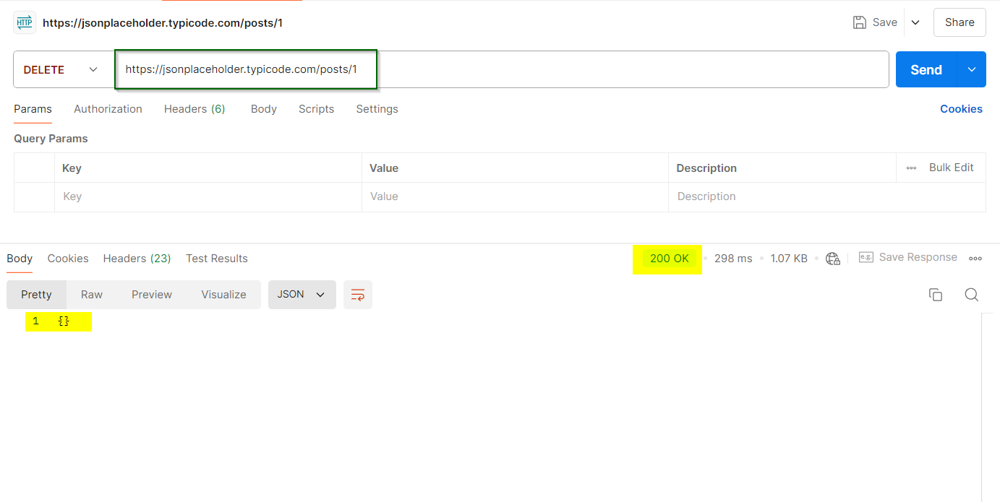 HTTP https://jsonplaceholder.typicode.com/posts/1 Save Share
DELETE https://jsonplaceholder.typicode.com/posts/1 Send
Params Authorization Headers (6) Body Scripts Settings Cookies
Query Params
Key Value Description Bulk Edit
Key Value Description
Body Cookies Headers (23) Test Results 200 OK 298 ms 1.07 KB e.g. Save Response
Pretty Raw Preview Visualize JSON
1 {}